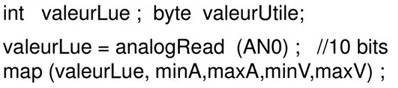 int valeurLue ; byte valeurUtile;
valeurLue = analogRead (AN0) ; //10 bits
map (valeurLue, minA,maxA,minV,maxV) ;